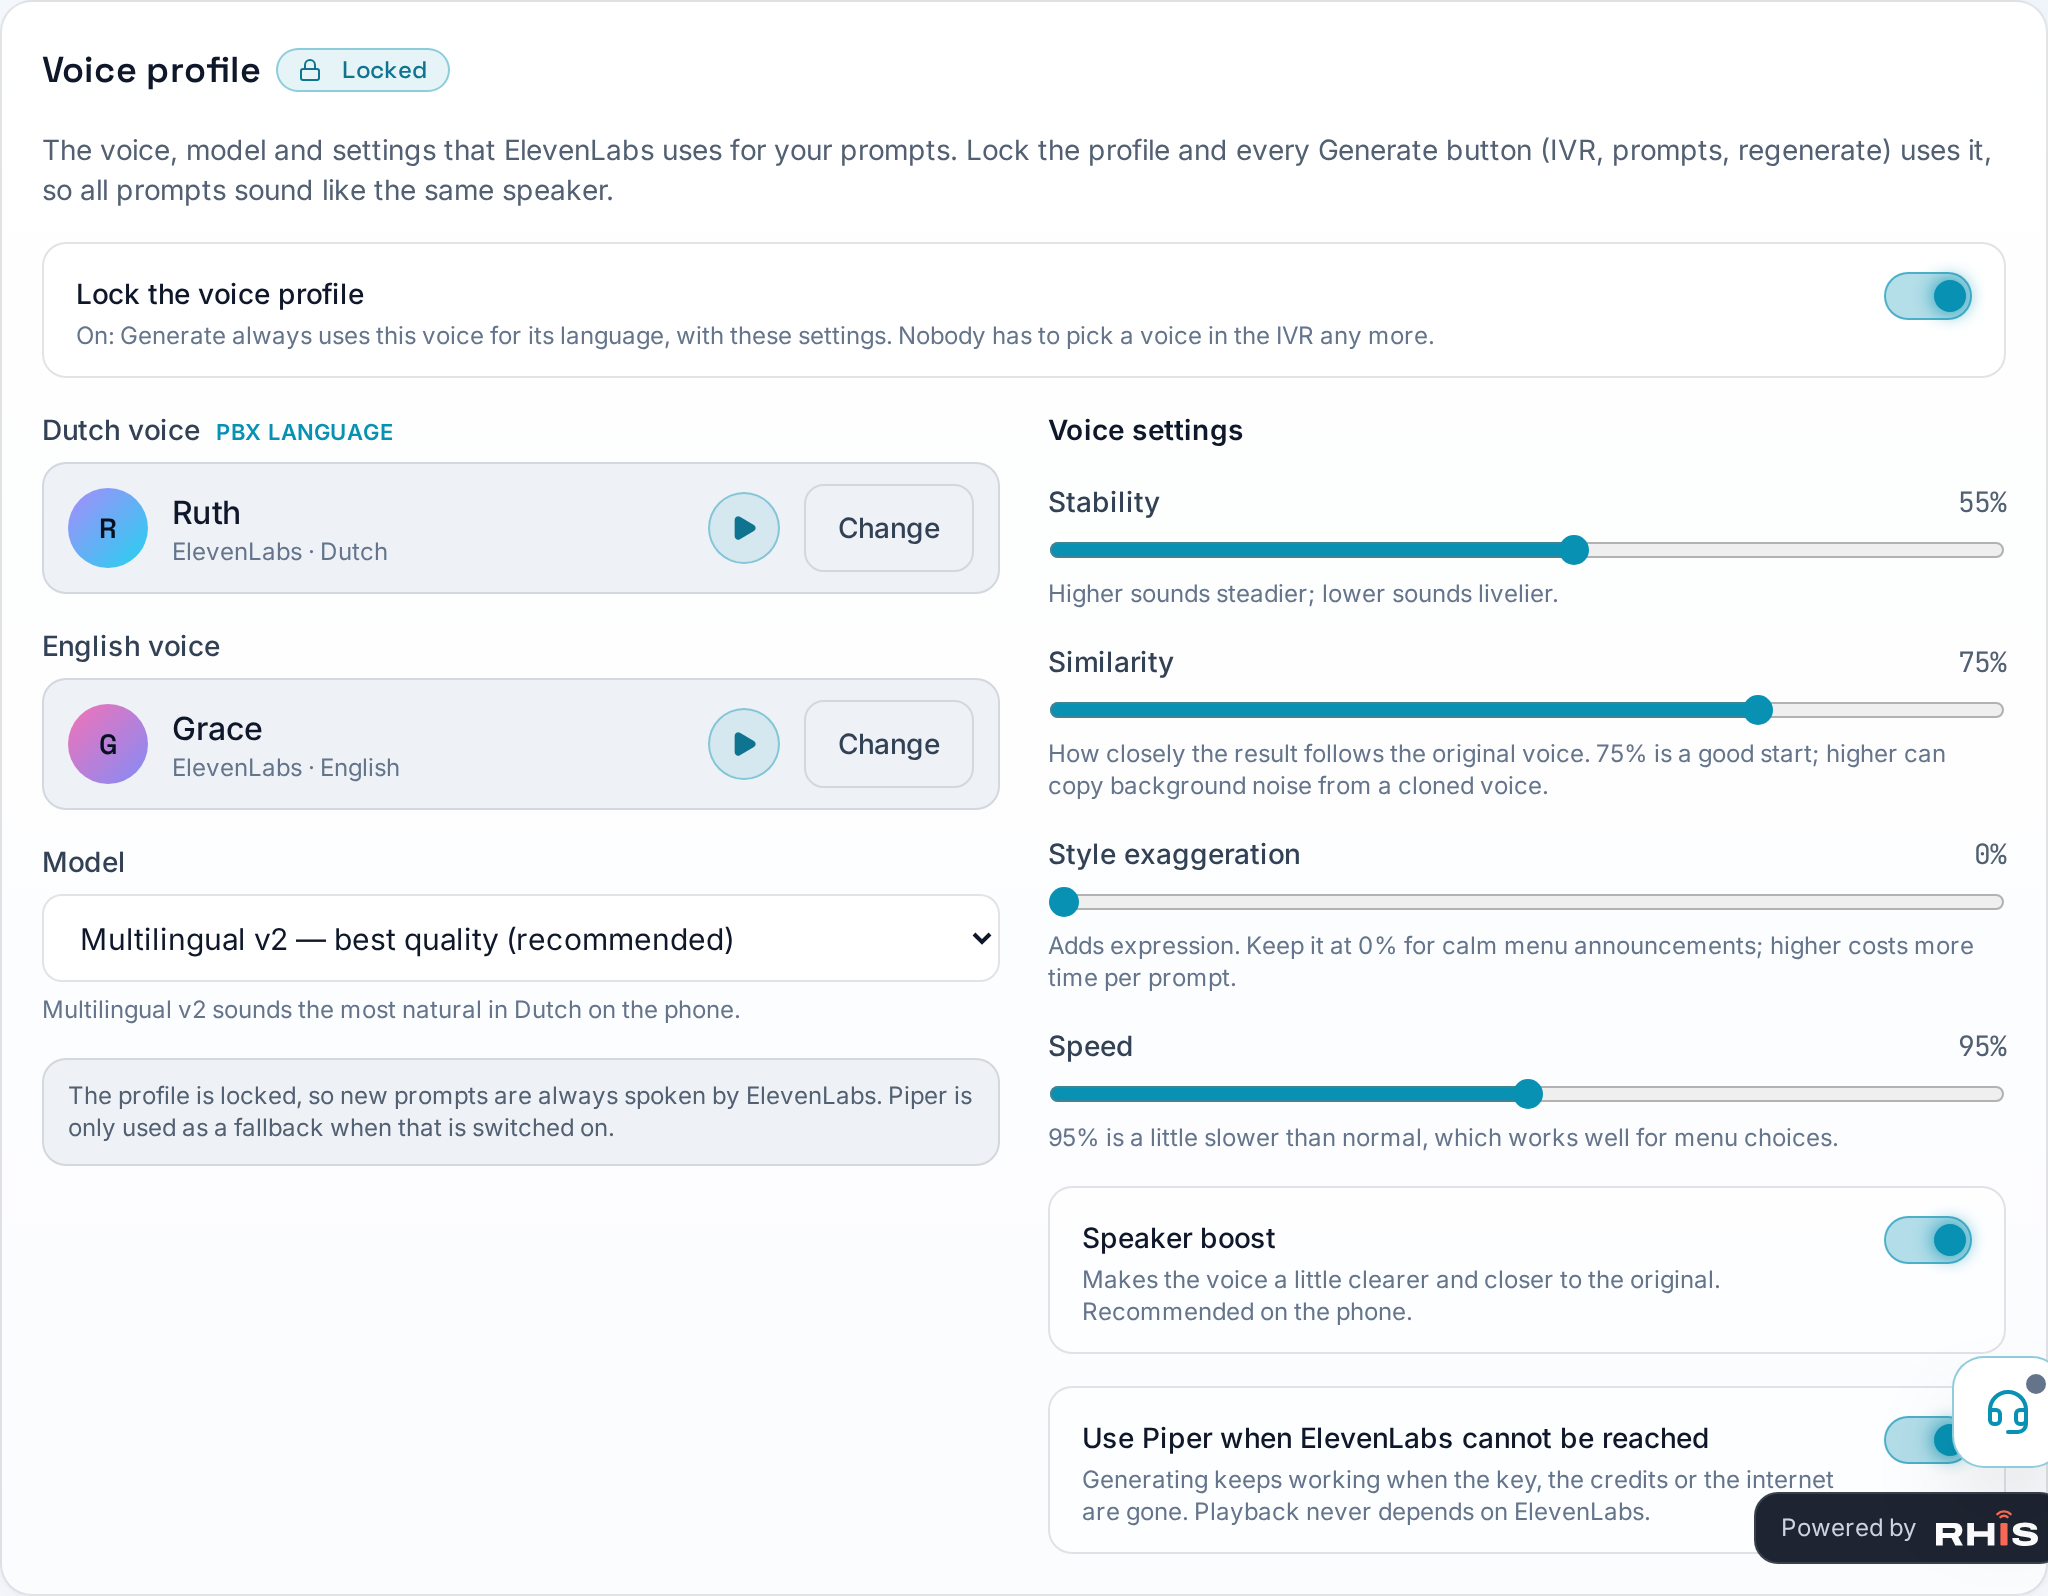 Voice profile
Locked
The voice, model and settings that ElevenLabs uses for your prompts. Lock the profile and every Generate button (IVR, prompts, regenerate) uses it,
so all prompts sound like the same speaker.
Lock the voice profile
On: Generate always uses this voice for its language, with these settings. Nobody has to pick a voice in the IVR any more.
Dutch voice PBX LANGUAGE
R
Ruth
ElevenLabs · Dutch
Change
English voice
G
Grace
ElevenLabs · English
Change
Model
Multilingual v2 — best quality (recommended)
Multilingual v2 sounds the most natural in Dutch on the phone.
The profile is locked, so new prompts are always spoken by ElevenLabs. Piper is
only used as a fallback when that is switched on.
Voice settings
Stability 55%
Higher sounds steadier; lower sounds livelier.
Similarity 75%
How closely the result follows the original voice. 75% is a good start; higher can
copy background noise from a cloned voice.
Style exaggeration 0%
Adds expression. Keep it at 0% for calm menu announcements; higher costs more
time per prompt.
Speed 95%
95% is a little slower than normal, which works well for menu choices.
Speaker boost
Makes the voice a little clearer and closer to the original.
Recommended on the phone.
Use Piper when ElevenLabs cannot be reached
Generating keeps working when the key, the credits or the internet
are gone. Playback never depends on ElevenLabs.
Powered by RHiS